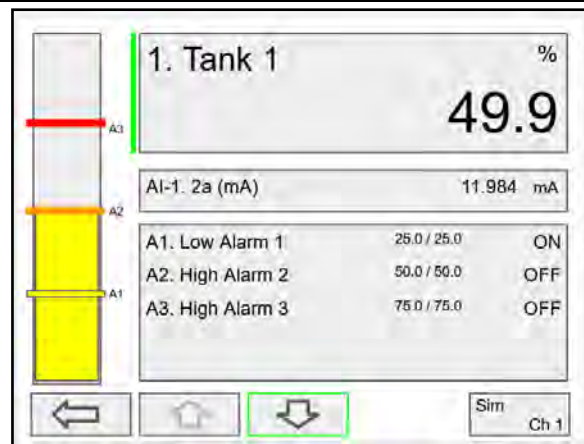 1. Tank 1 %
49.9
A3
AI-1. 2a (mA) 11.984 mA
A2
A1. Low Alarm 1 25.0 / 25.0 ON
A2. High Alarm 2 50.0 / 50.0 OFF
A1
A3. High Alarm 3 75.0 / 75.0 OFF
Sim
Ch 1